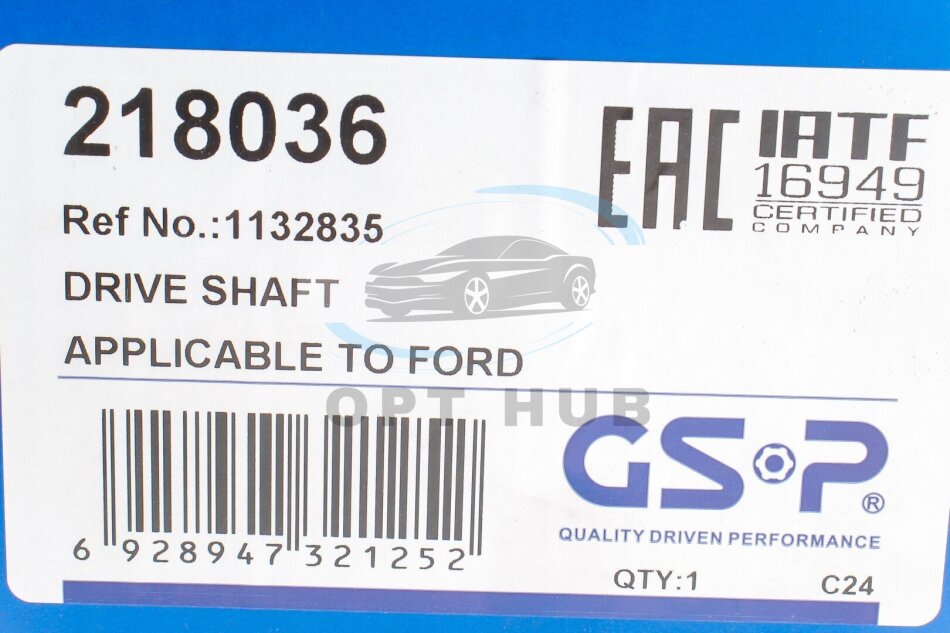 218036
Ref No.:1132835
DRIVE SHAFT
APPLICABLE TO FORD
EAC
IATF
16949
CERTIFIED
COMPANY
OPT HUB
6 928947 321252
GSP®
QUALITY DRIVEN PERFORMANCE
QTY:1
C24